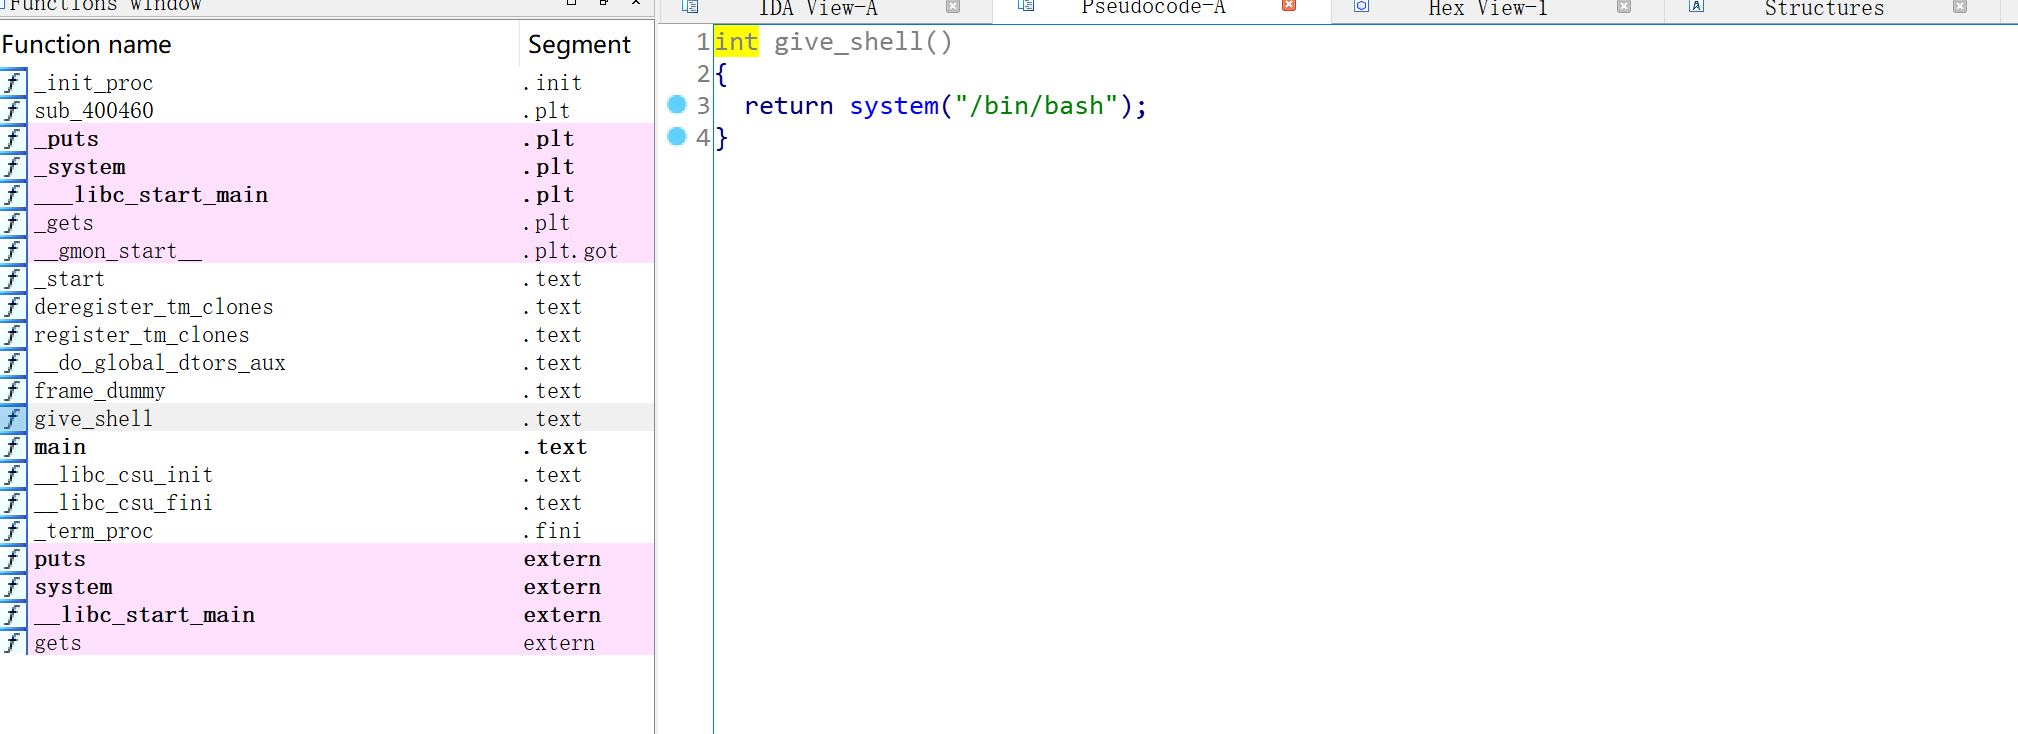 Functions window
Function name Segment
_init_proc .init
sub_400460 .plt
_puts .plt
_system .plt
___libc_start_main .plt
_gets .plt
__gmon_start__ .plt.got
_start .text
deregister_tm_clones .text
register_tm_clones .text
__do_global_dtors_aux .text
frame_dummy .text
give_shell .text
main .text
__libc_csu_init .text
__libc_csu_fini .text
_term_proc .fini
puts extern
system extern
__libc_start_main extern
gets extern
IDA View-A Pseudocode-A Hex View-1 Structures
1 int give_shell()
2 {
3 return system("/bin/bash");
4 }